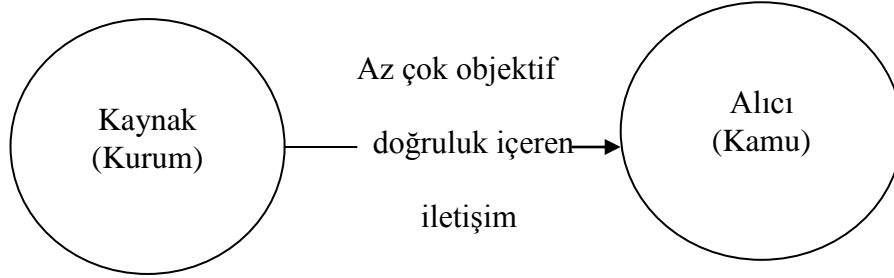 Kaynak
(Kurum)
Az çok objektif
doğruluk içeren
iletişim
Alıcı
(Kamu)